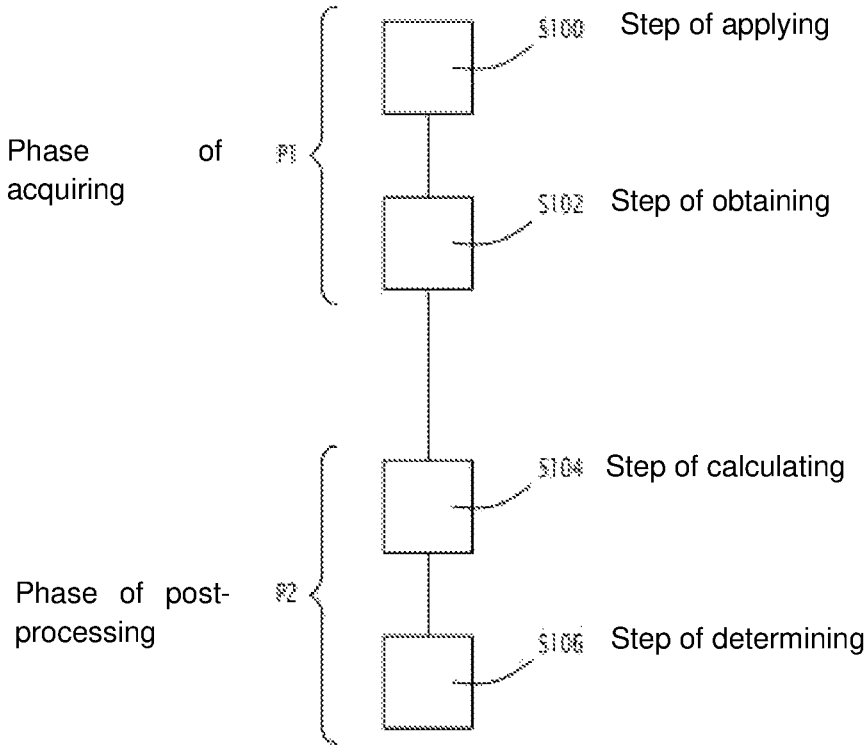 S100 Step of applying
Phase of
acquiring
P1
S102 Step of obtaining
S104 Step of calculating
Phase of post-
processing
P2
S106 Step of determining